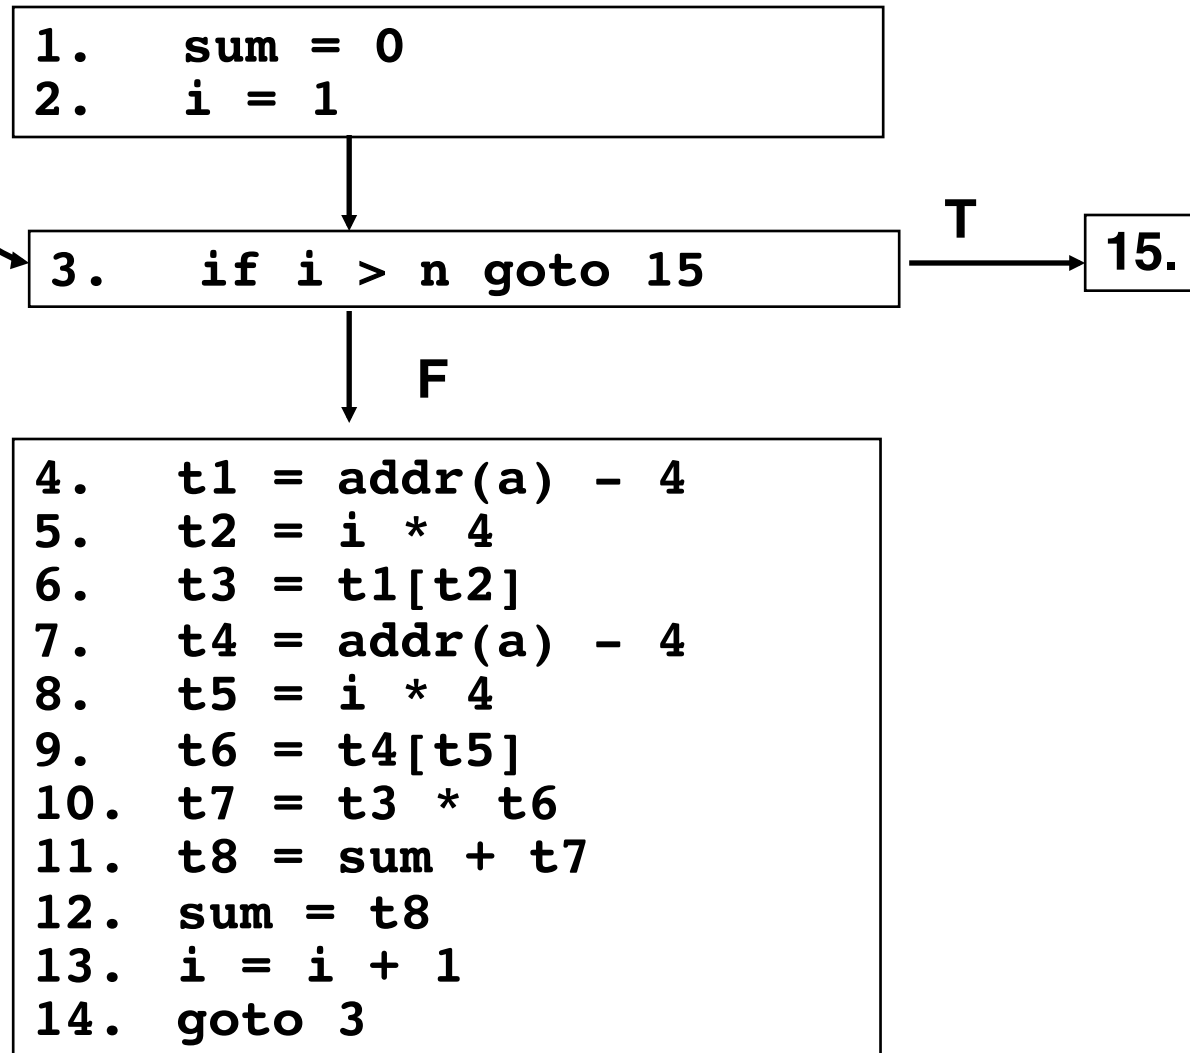 1.   sum = 0
2.   i = 1
T
3.   if i > n goto 15
15.
F
4.   t1 = addr(a) – 4
5.   t2 = i * 4
6.   t3 = t1[t2]
7.   t4 = addr(a) – 4
8.   t5 = i * 4
9.   t6 = t4[t5]
10.  t7 = t3 * t6
11.  t8 = sum + t7
12.  sum = t8
13.  i = i + 1
14.  goto 3